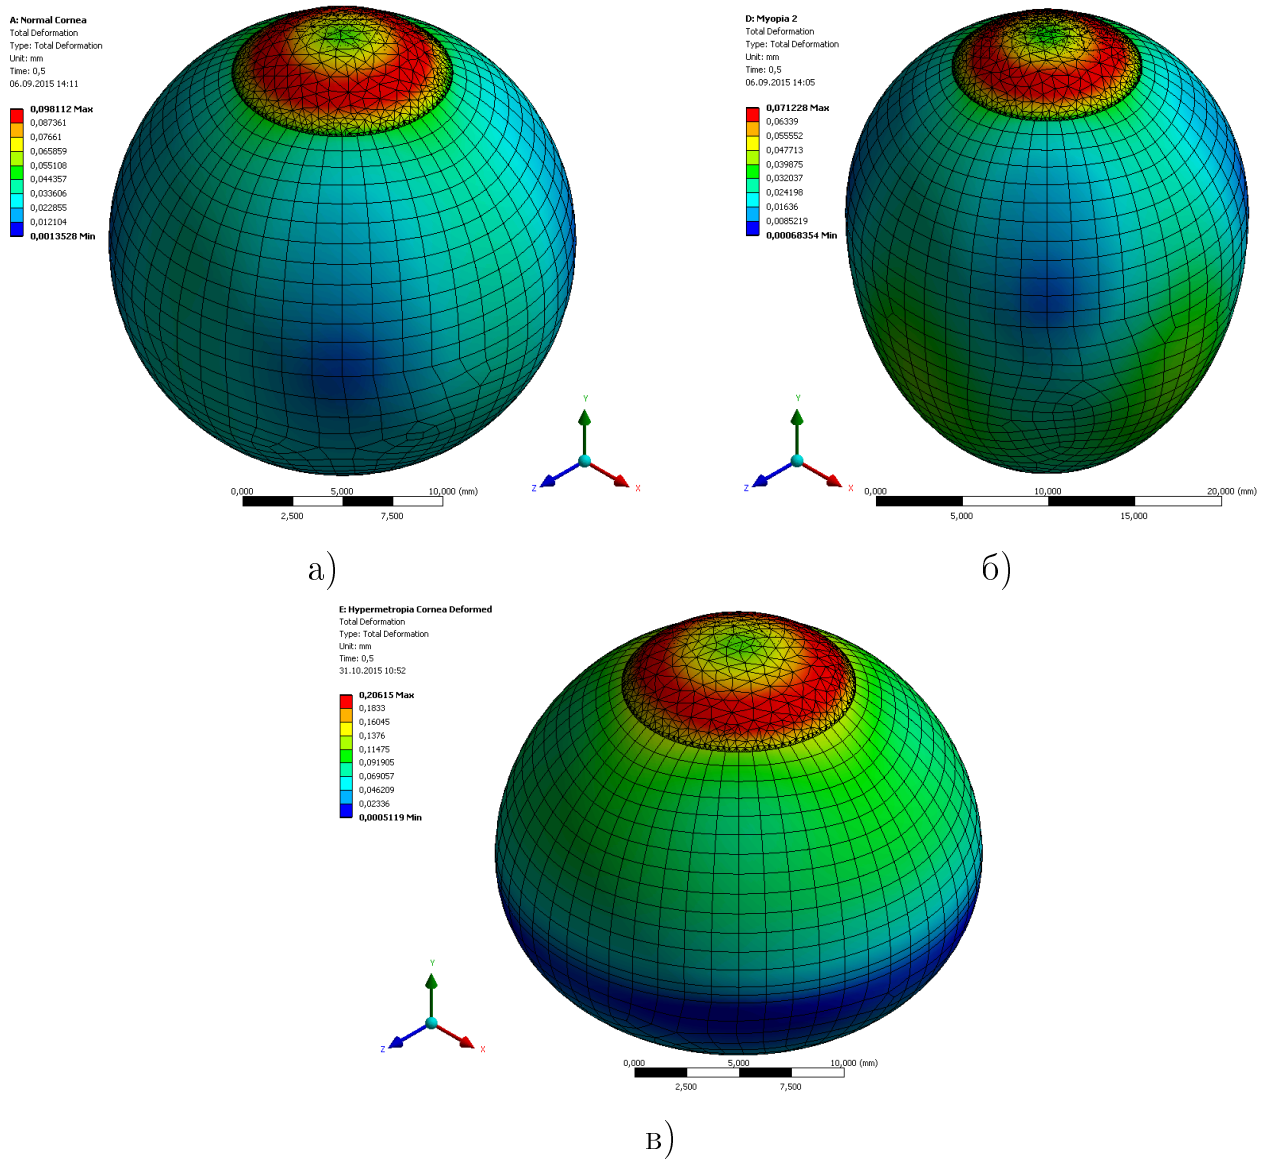 A: Normal Cornea
Total Deformation
Type: Total Deformation
Unit: mm
Time: 0,5
06.09.2015 14:11
0,098112 Max
0,087361
0,07661
0,065859
0,055108
0,044357
0,033606
0,022855
0,012104
0,0013528 Min
Y
Z
X
0,000 5,000 10,000 (mm)
2,500 7,500
а)
D: Myopia 2
Total Deformation
Type: Total Deformation
Unit: mm
Time: 0,5
06.09.2015 14:05
0,071228 Max
0,06339
0,055552
0,047713
0,039875
0,032037
0,024198
0,01636
0,0085219
0,00068354 Min
Y
Z
X
0,000 10,000 20,000 (mm)
5,000 15,000
б)
E: Hypermetropia Cornea Deformed
Total Deformation
Type: Total Deformation
Unit: mm
Time: 0,5
31.10.2015 10:52
0,20615 Max
0,1833
0,16045
0,1376
0,11475
0,091905
0,069057
0,046209
0,02336
0,0005119 Min
Y
Z
X
0,000 5,000 10,000 (mm)
2,500 7,500
в)